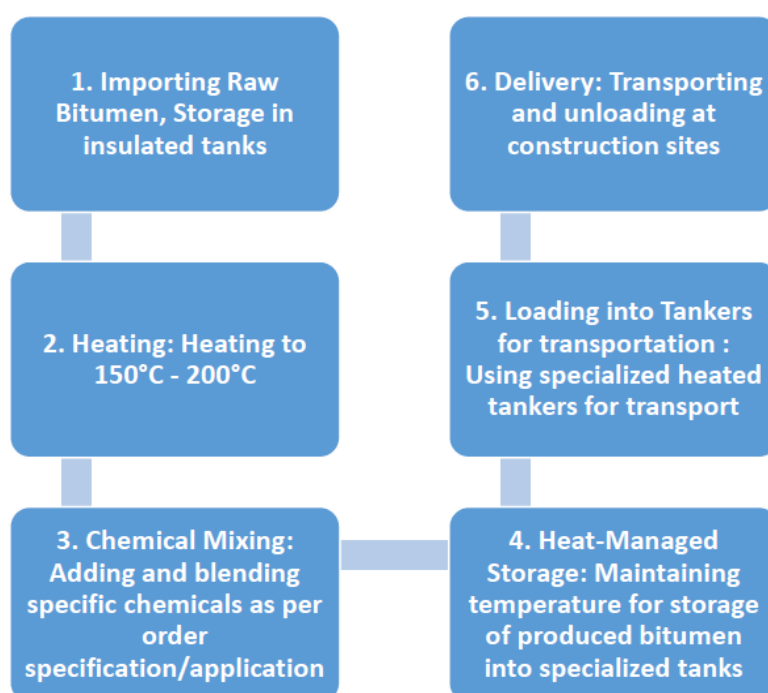 1. Importing Raw
Bitumen, Storage in
insulated tanks
2. Heating: Heating to
150°C - 200°C
3. Chemical Mixing:
Adding and blending
specific chemicals as per
order
specification/application
4. Heat-Managed
Storage: Maintaining
temperature for storage
of produced bitumen
into specialized tanks
5. Loading into Tankers
for transportation :
Using specialized heated
tankers for transport
6. Delivery: Transporting
and unloading at
construction sites